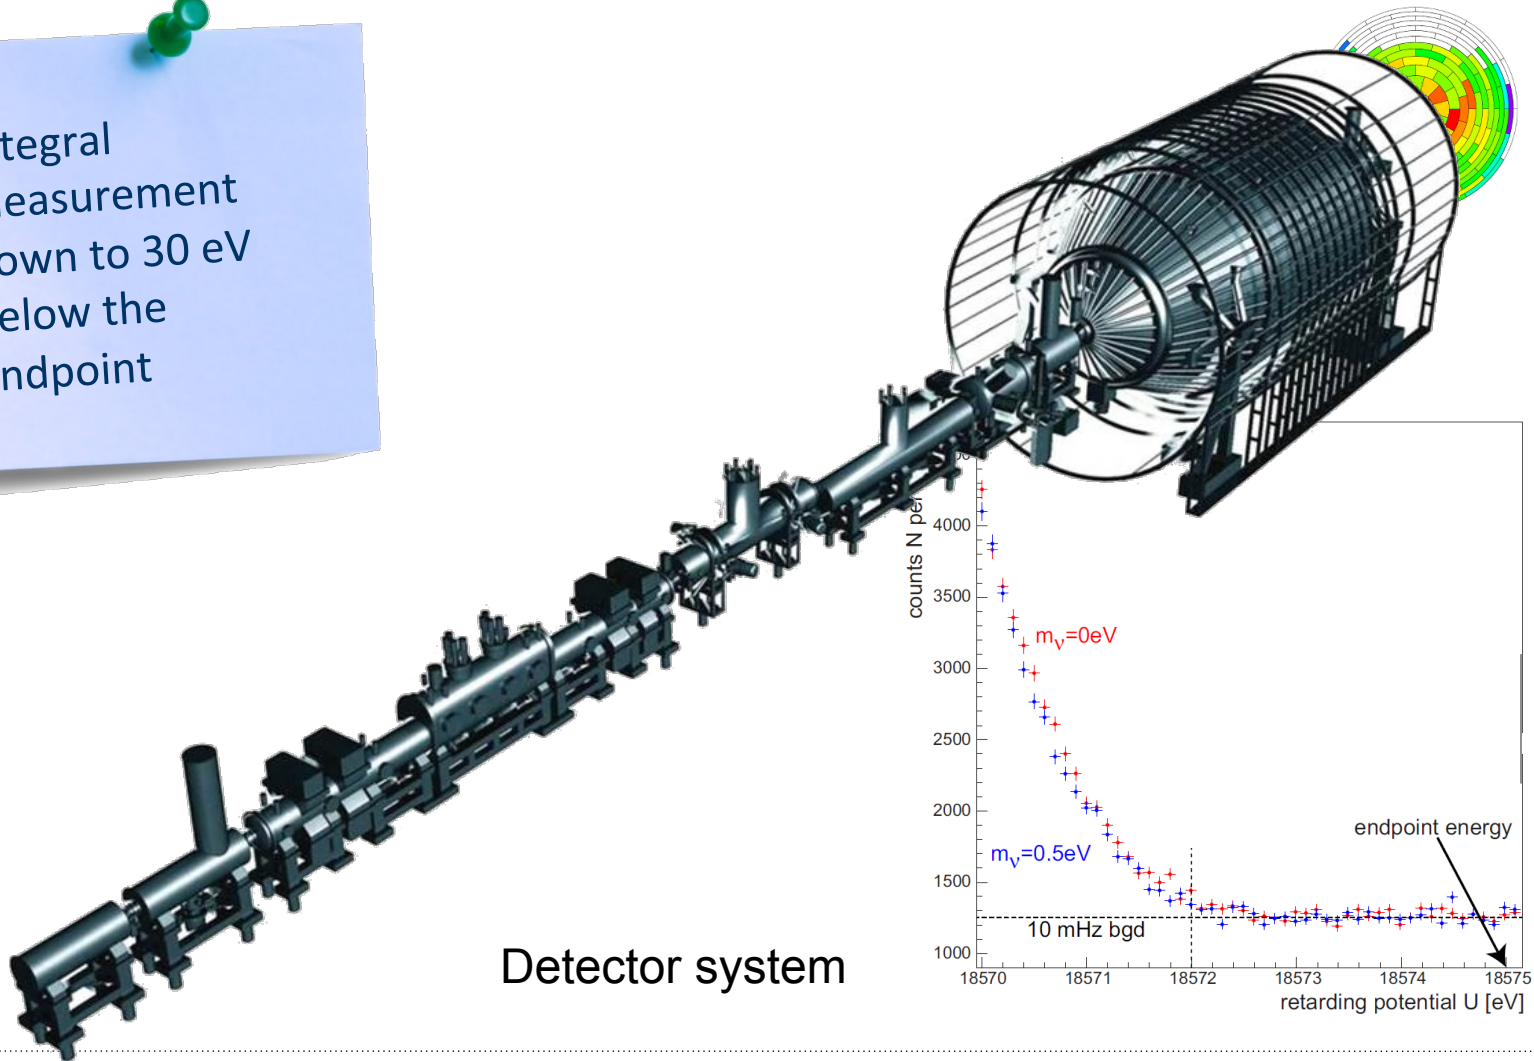 tegral
easurement
own to 30 eV
elow the
ndpoint
counts N per
4000
3500
3000
2500
2000
1500
1000
mν=0eV
mν=0.5eV
endpoint energy
10 mHz bgd
18570 18571 18572 18573 18574 18575
retarding potential U [eV]
Detector system